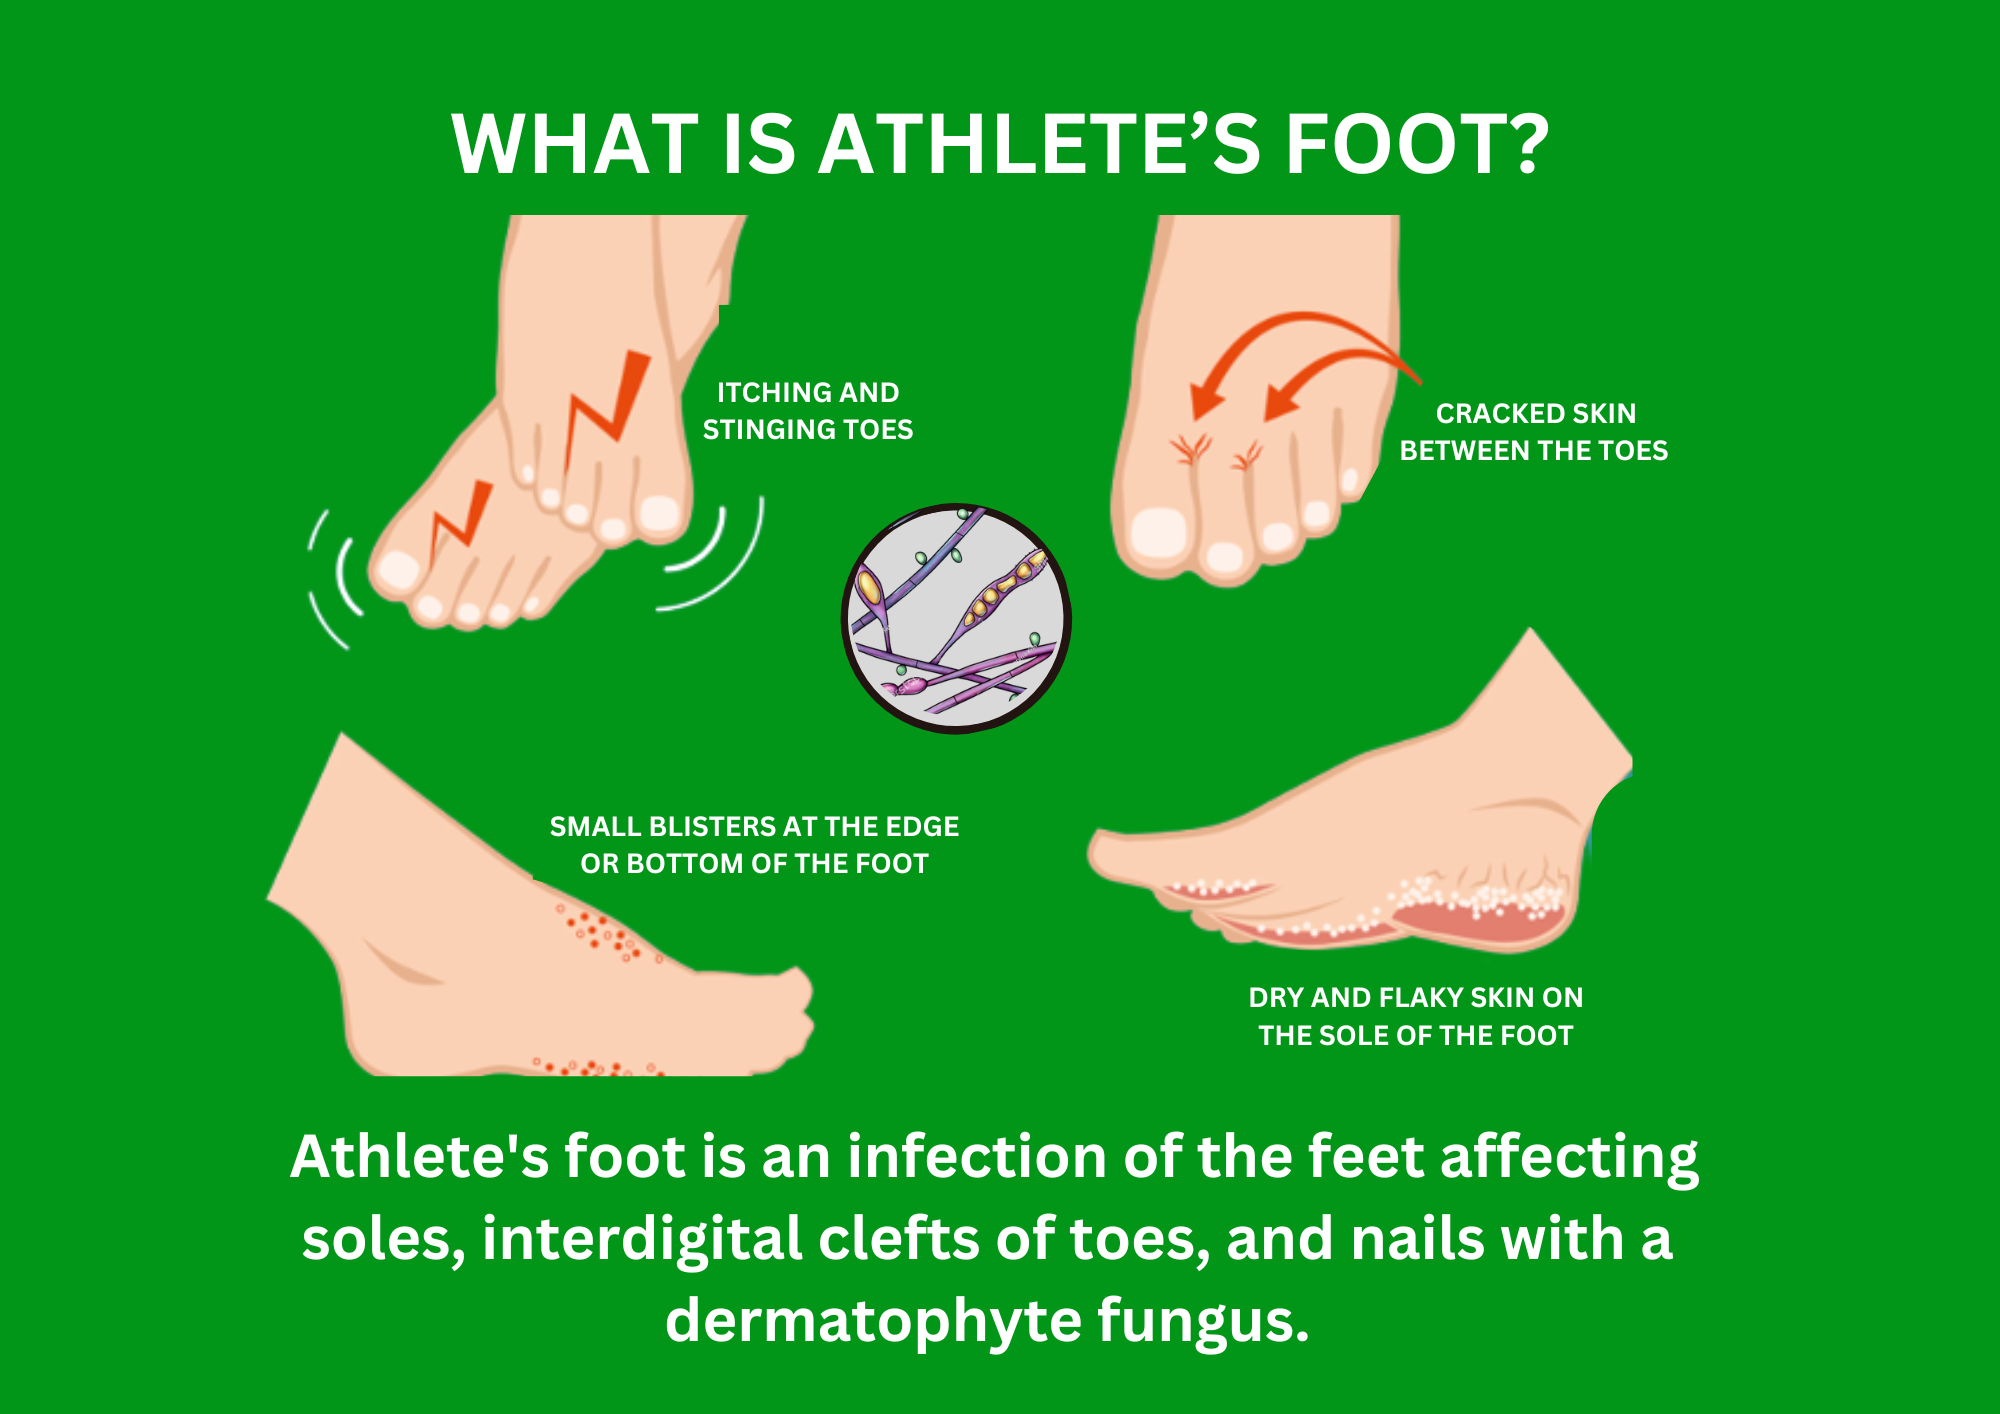 WHAT IS ATHLETE’S FOOT?
ITCHING AND
STINGING TOES
CRACKED SKIN
BETWEEN THE TOES
SMALL BLISTERS AT THE EDGE
OR BOTTOM OF THE FOOT
DRY AND FLAKY SKIN ON
THE SOLE OF THE FOOT
Athlete's foot is an infection of the feet affecting
soles, interdigital clefts of toes, and nails with a
dermatophyte fungus.